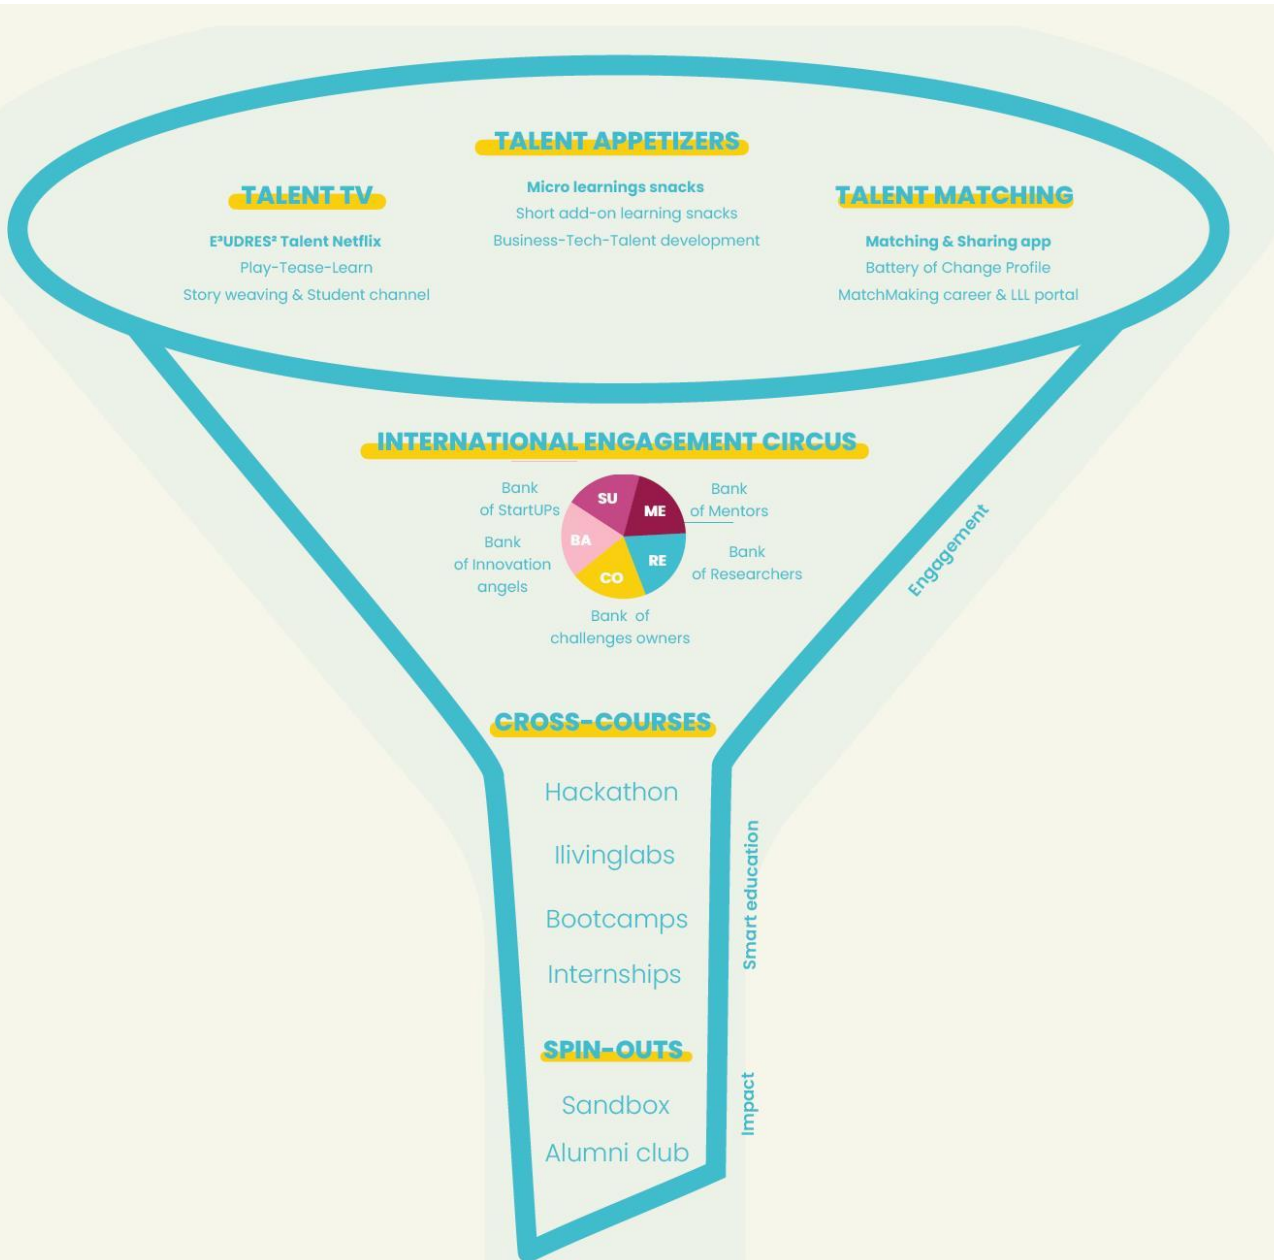 TALENT APPETIZERS
Micro learnings snacks
Short add-on learning snacks
Business-Tech-Talent development
TALENT TV
E³UDRES² Talent Netflix
Play-Tease-Learn
Story weaving & Student channel
TALENT MATCHING
Matching & Sharing app
Battery of Change Profile
MatchMaking career & LLL portal
INTERNATIONAL ENGAGEMENT CIRCUS
Bank
of StartUPs
SU
ME
Bank
of Mentors
Bank
of Innovation
angels
BA
RE
Bank
of Researchers
CO
Bank of
challenges owners
Engagement
CROSS-COURSES
Hackathon
Ilivinglabs
Bootcamps
Internships
Smart education
SPIN-OUTS
Sandbox
Alumni club
Impact